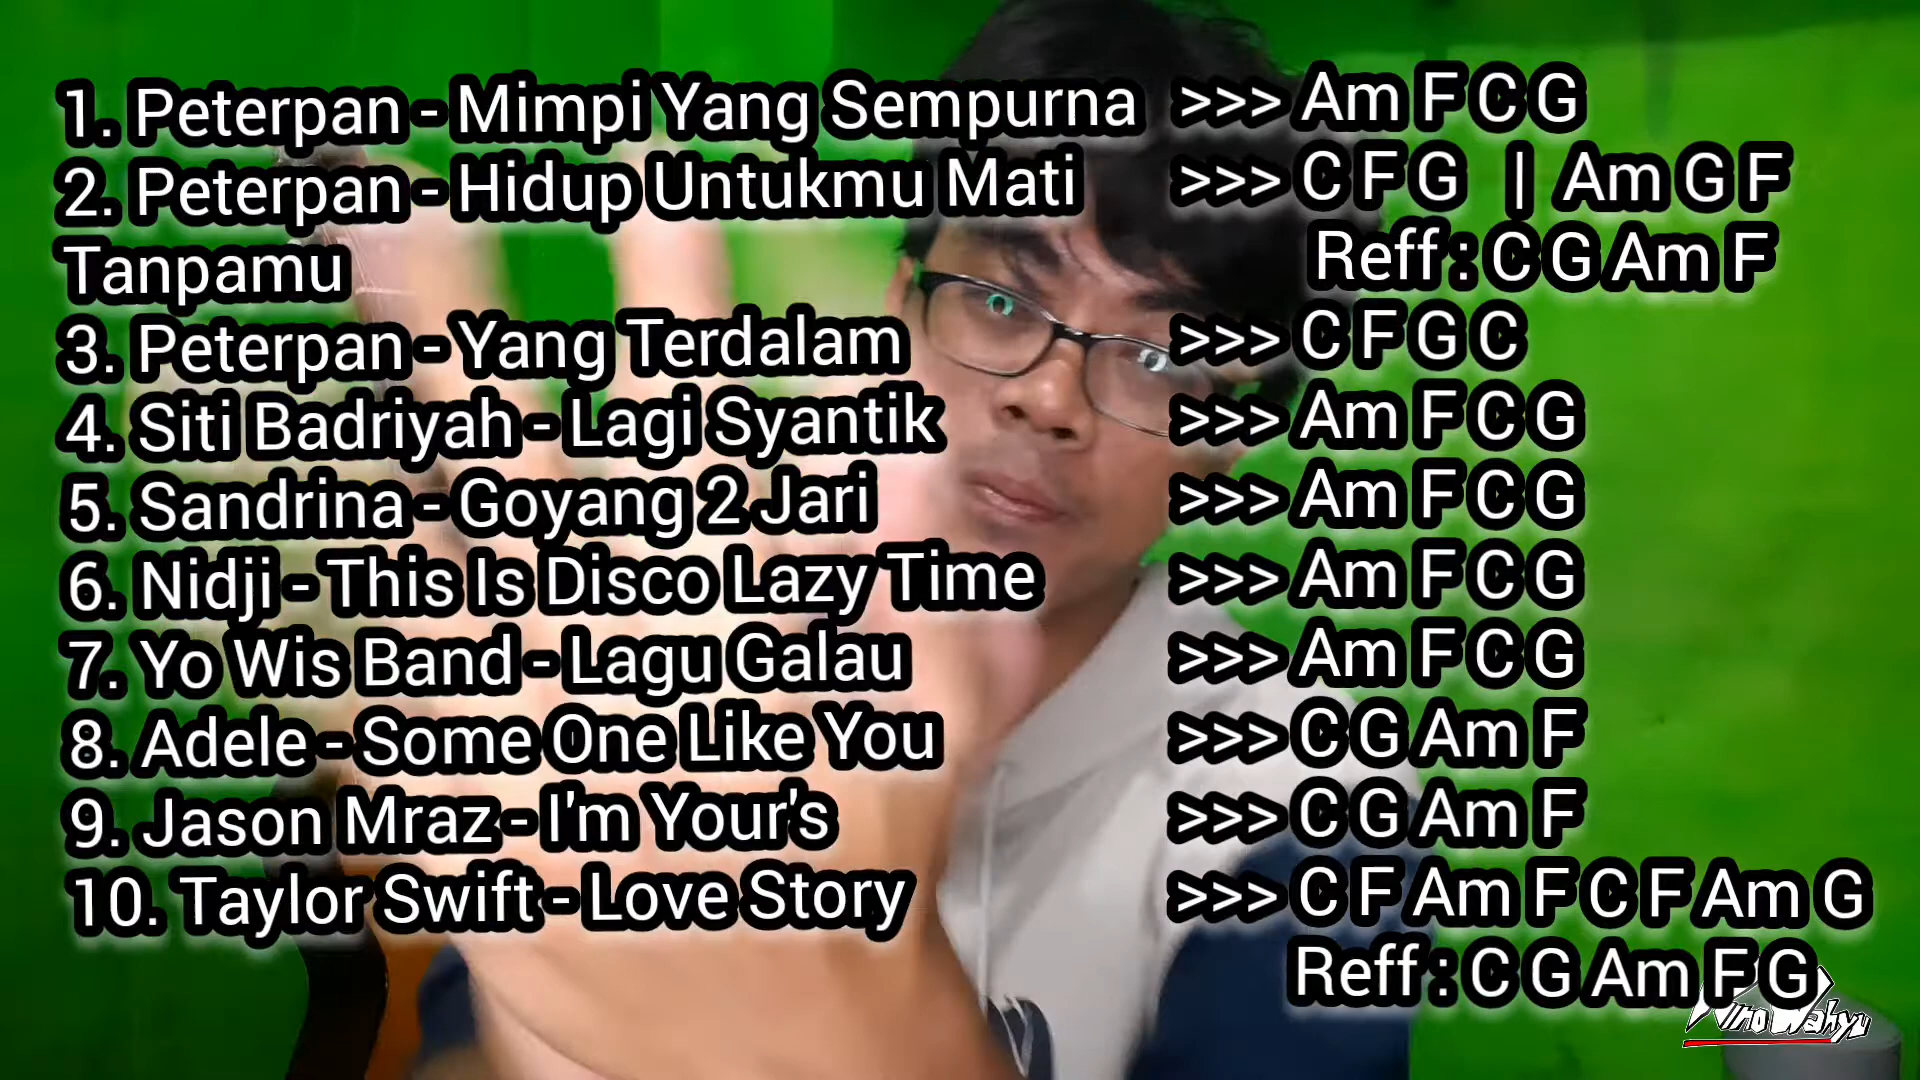 1. Peterpan - Mimpi Yang Sempurna >>> Am F C G
2. Peterpan - Hidup Untukmu Mati >>> C F G | Am G F
Tanpamu Reff : C G Am F
3. Peterpan - Yang Terdalam >>> C F G C
4. Siti Badriyah - Lagi Syantik >>> Am F C G
5. Sandrina - Goyang 2 Jari >>> Am F C G
6. Nidji - This Is Disco Lazy Time >>> Am F C G
7. Yo Wis Band - Lagu Galau >>> Am F C G
8. Adele - Some One Like You >>> C G Am F
9. Jason Mraz - I'm Your's >>> C G Am F
10. Taylor Swift - Love Story >>> C F Am F C F Am G
Reff : C G Am F G
Wahyu